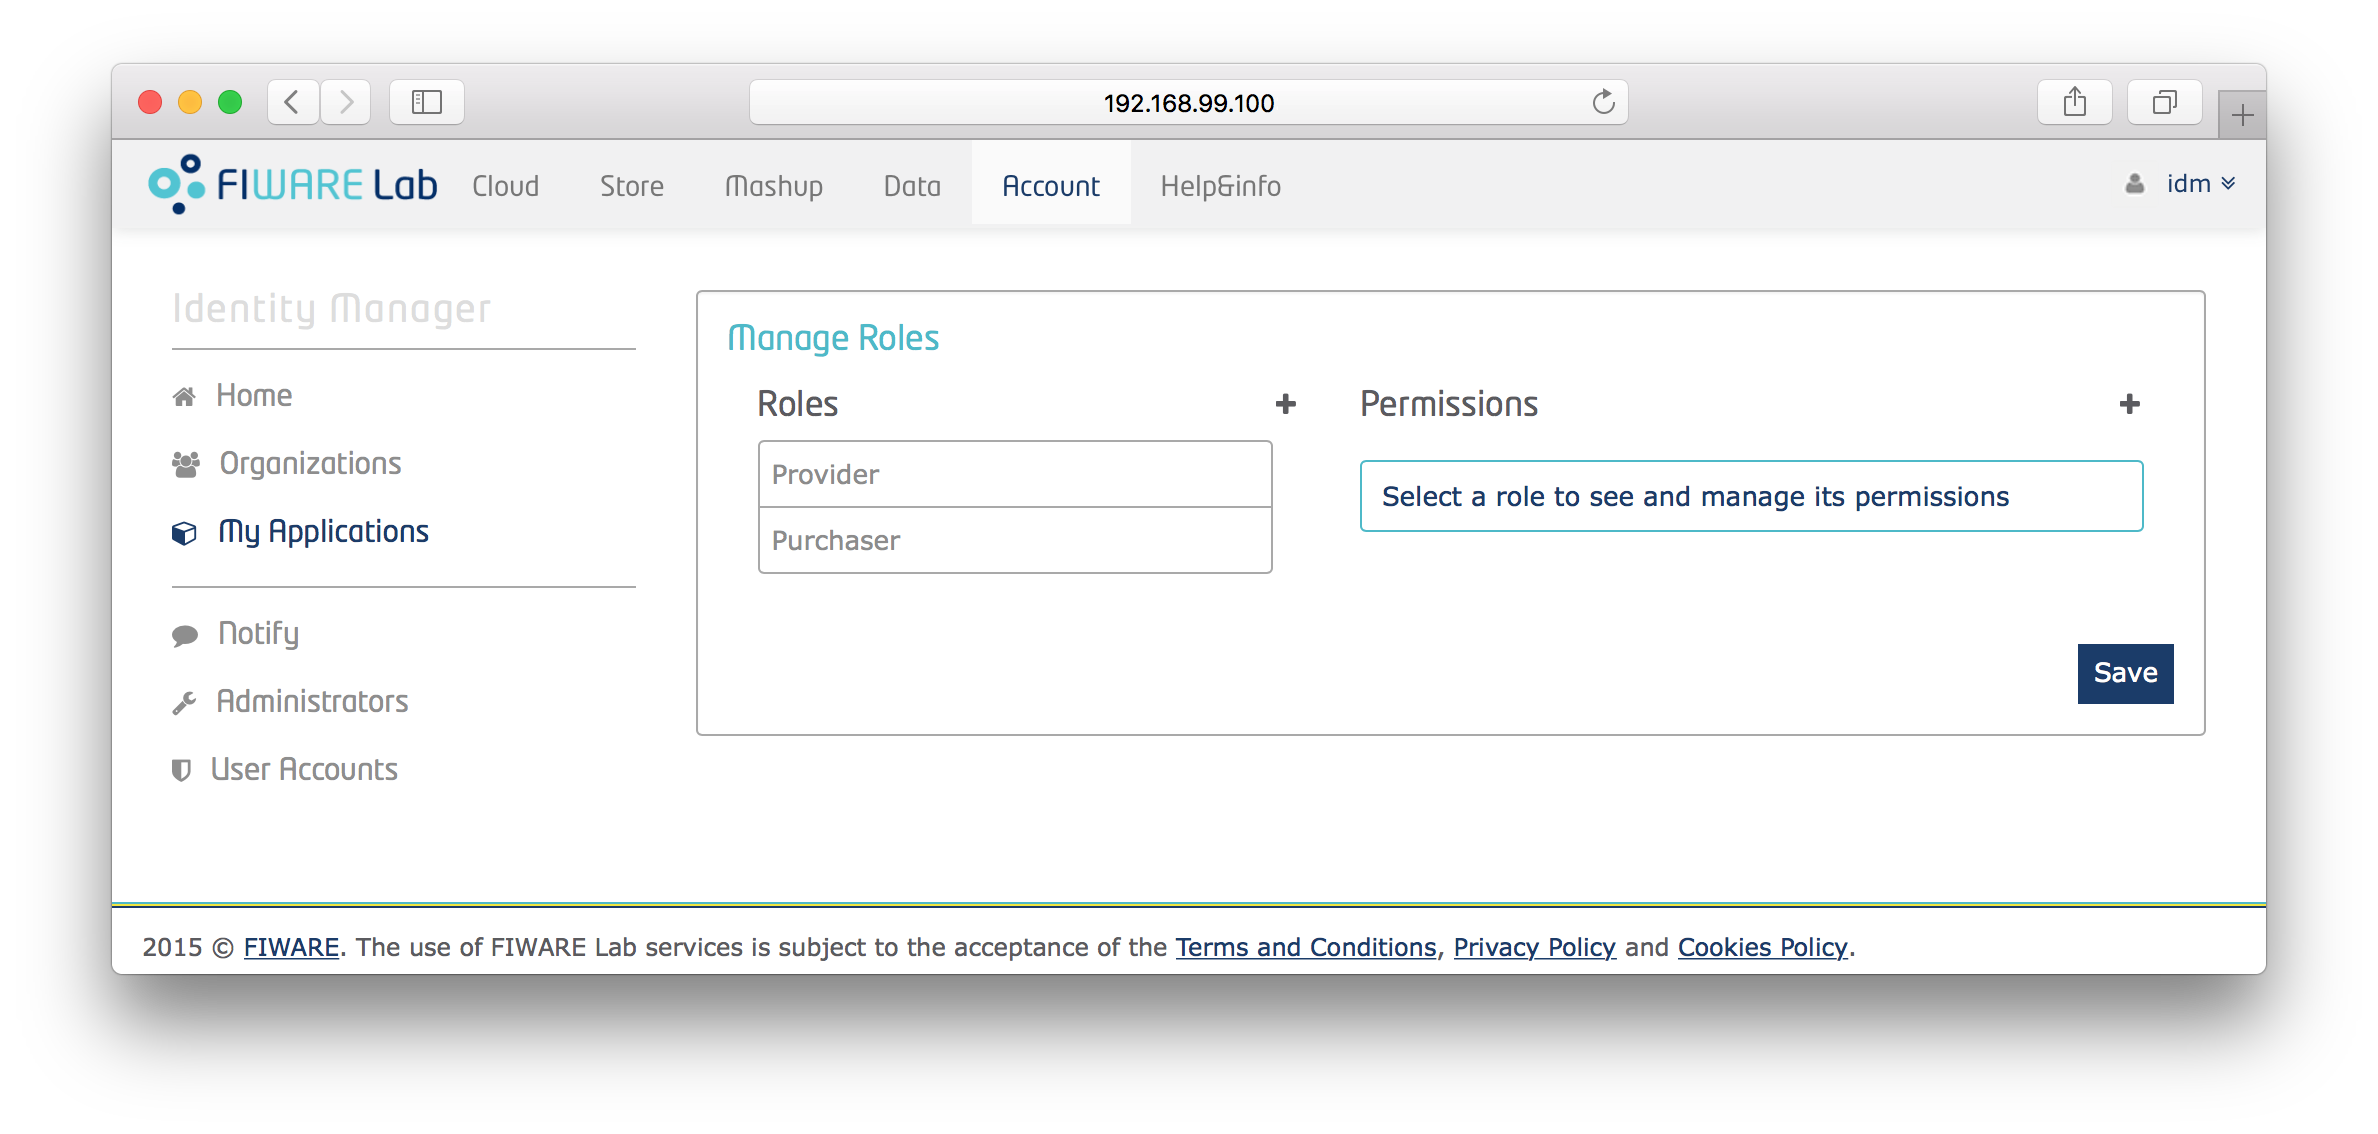 192.168.99.100
FIWARE Lab Cloud Store Mashup Data Account Help&info idm
Identity Manager
Home
Organizations
My Applications
Notify
Administrators
User Accounts
Manage Roles
Roles
Provider
Purchaser
Permissions
Select a role to see and manage its permissions
Save
2015 © FIWARE. The use of FIWARE Lab services is subject to the acceptance of the Terms and Conditions, Privacy Policy and Cookies Policy.